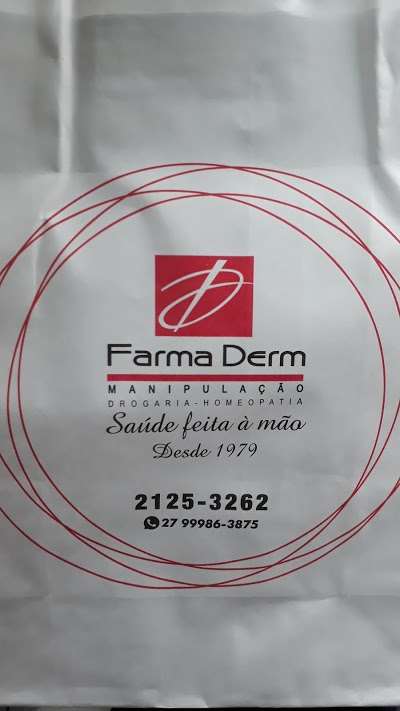 Farma Derm
MANIPULAÇÃO
DROGARIA - HOMEOPATIA
Saúde feita à mão
Desde 1979
2125-3262
27 99986-3875